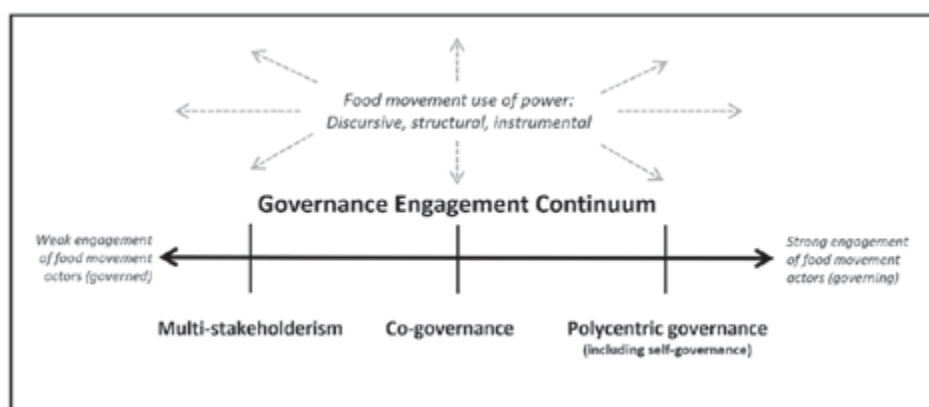 Food movement use of power:
Discursive, structural, instrumental
Governance Engagement Continuum
Weak engagement
of food movement
actors (governed)
Strong engagement
of food movement
actors (governing)
Multi-stakeholderism
Co-governance
Polycentric governance
(including self-governance)